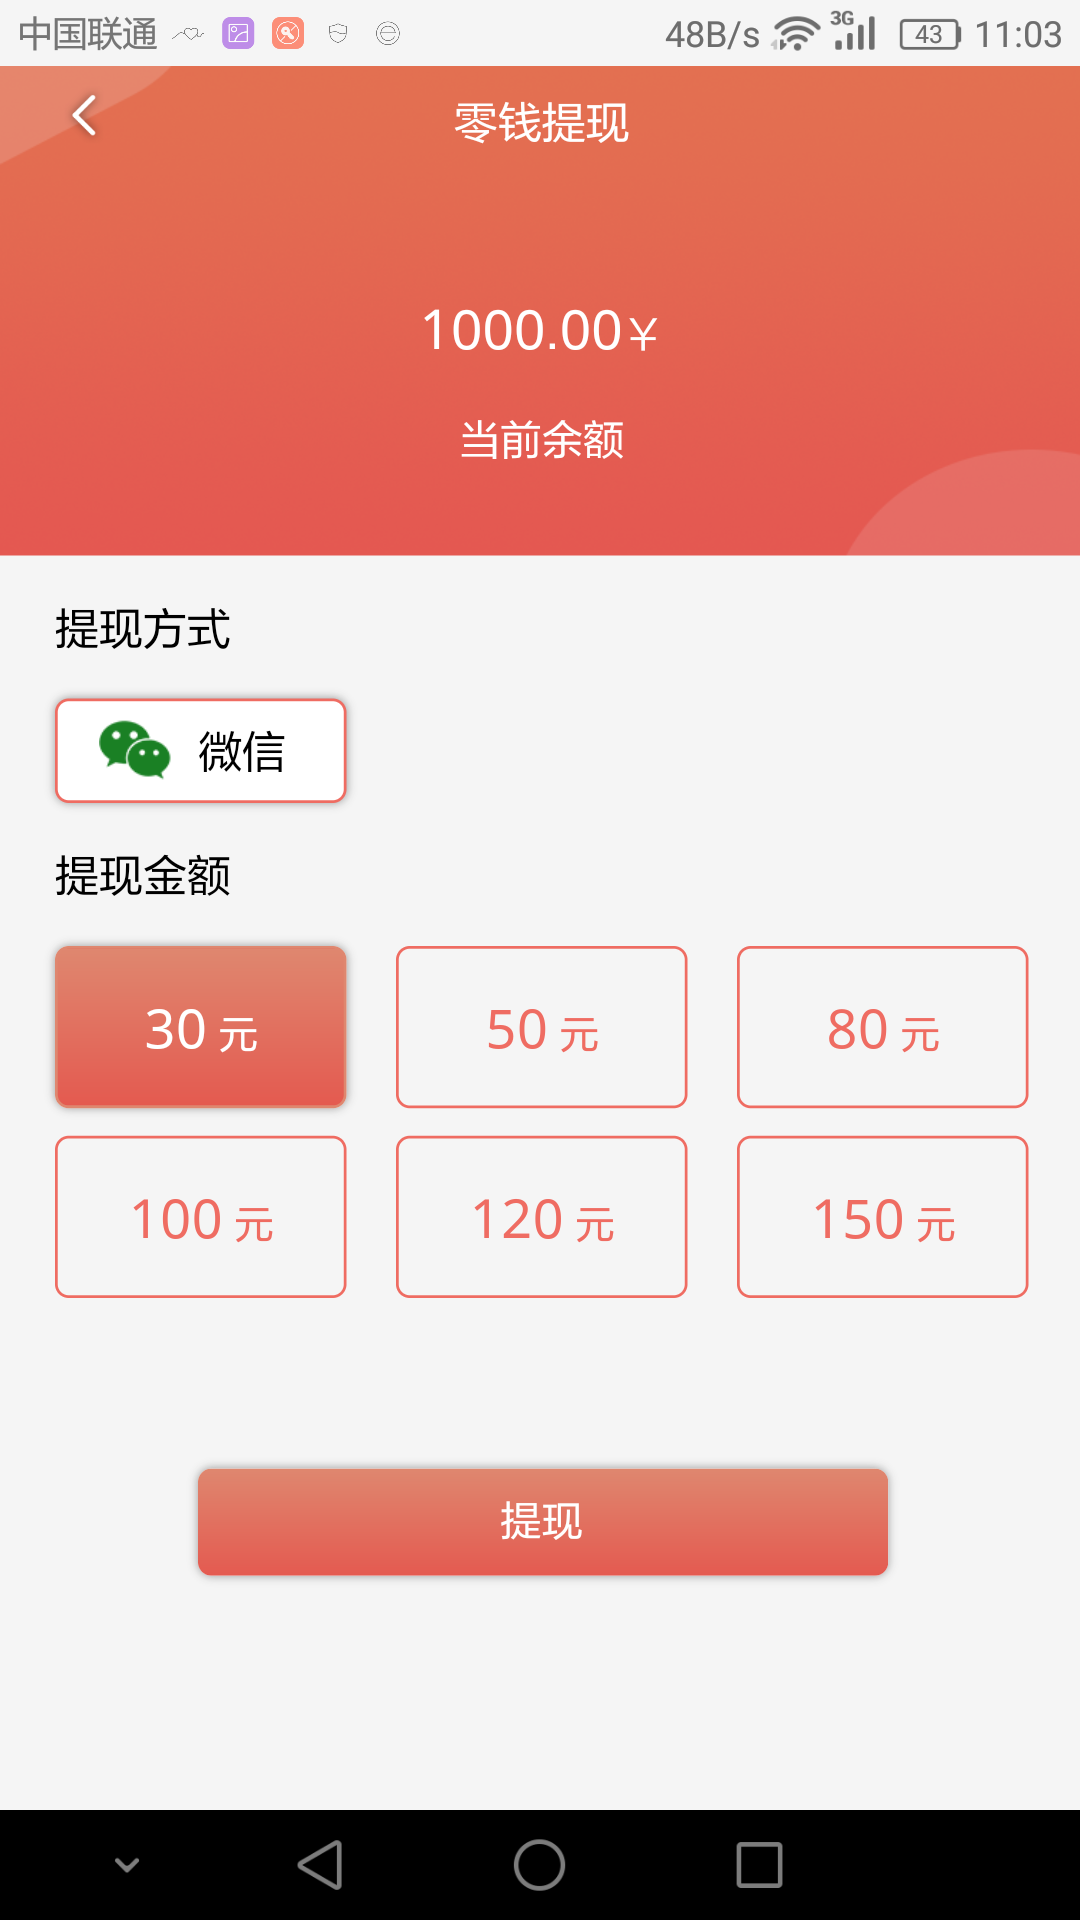 中国联通 48B/s 3G 43 11:03
零钱提现
1000.00¥
当前余额
提现方式
微信
提现金额
30 元 50 元 80 元
100 元 120 元 150 元
提现